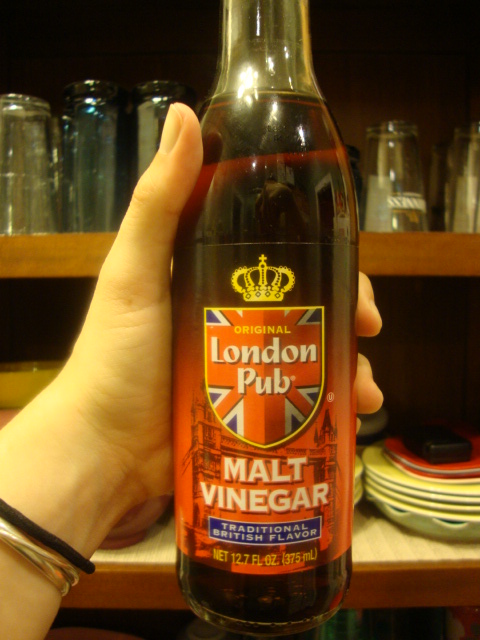 ORIGINAL
London
Pub®
MALT
VINEGAR
TRADITIONAL
BRITISH FLAVOR
NET 12.7 FL OZ. (375 mL)